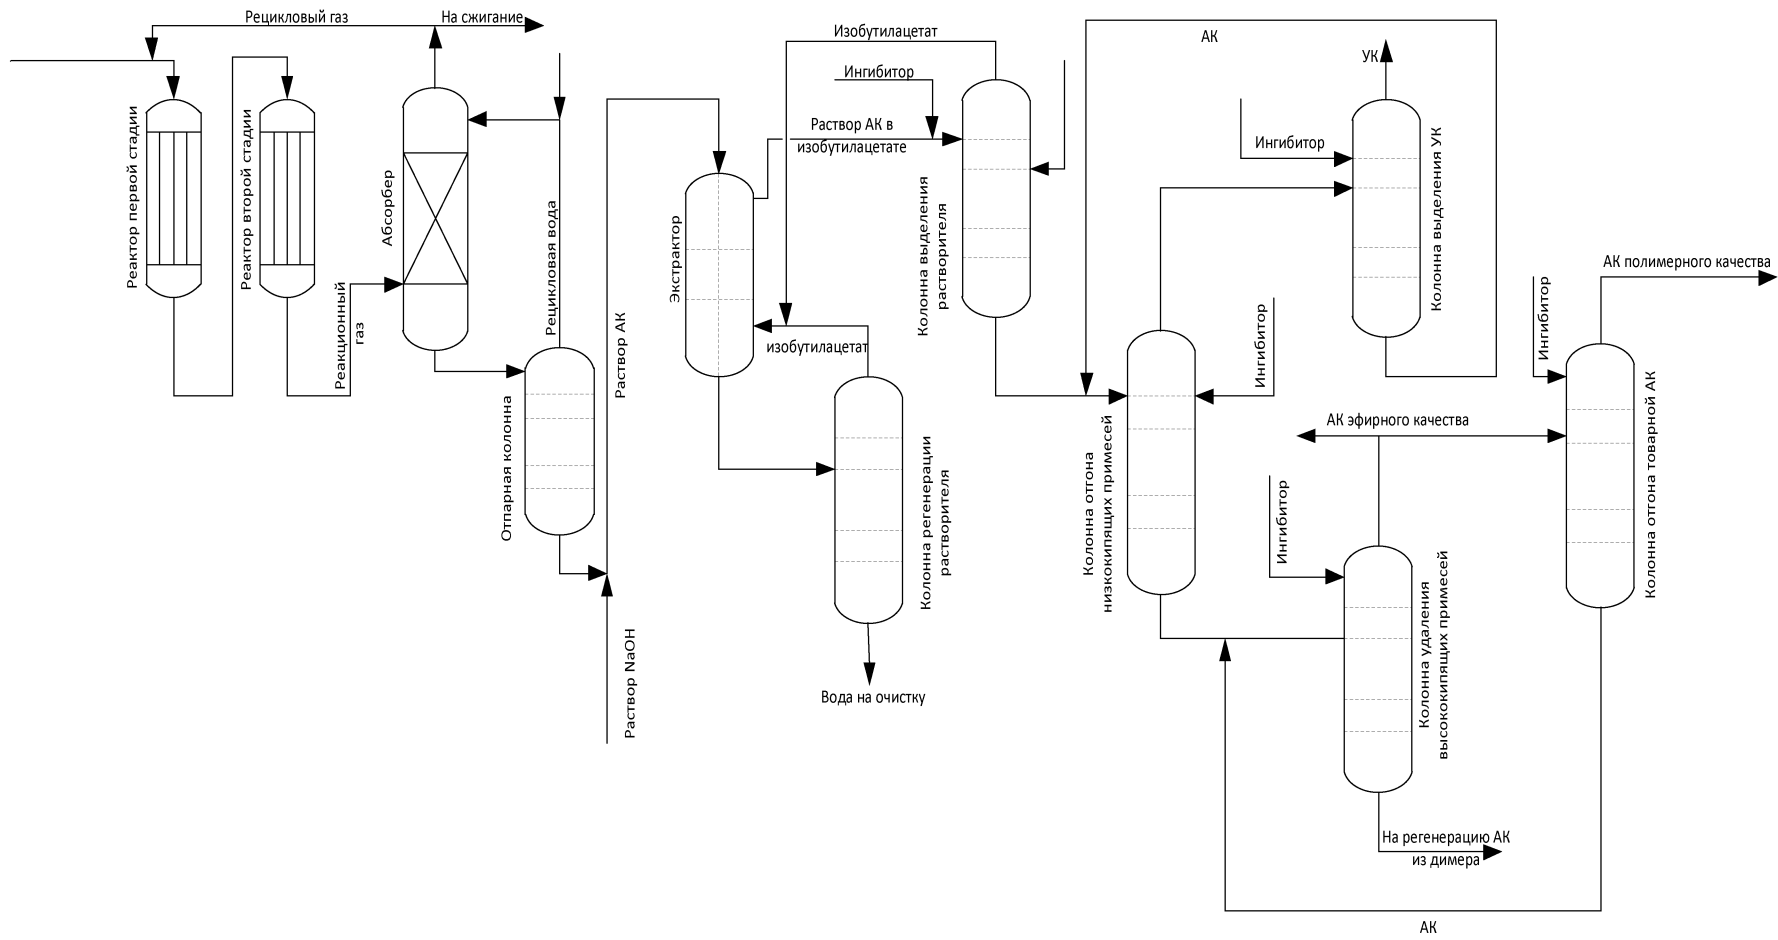 Рецикловый газ
На сжигание
Реактор первой стадии
Реактор второй стадии
Реакционный
газ
Абсорбер
Рецикловая вода
Отпарная колонна
Раствор АК
Раствор NaOH
Экстрактор
Изобутилацетат
Ингибитор
Раствор АК в
изобутилацетате
изобутилацетат
Колонна выделения
растворителя
Колонна регенерации
растворителя
Вода на очистку
АК
УК
Ингибитор
Колонна выделения УК
Ингибитор
Колонна отгона
низкокипящих примесей
АК эфирного качества
Ингибитор
Колонна удаления
высококипящих примесей
На регенерацию АК
из димера
АК полимерного качества
Ингибитор
Колонна отгона товарной АК
АК